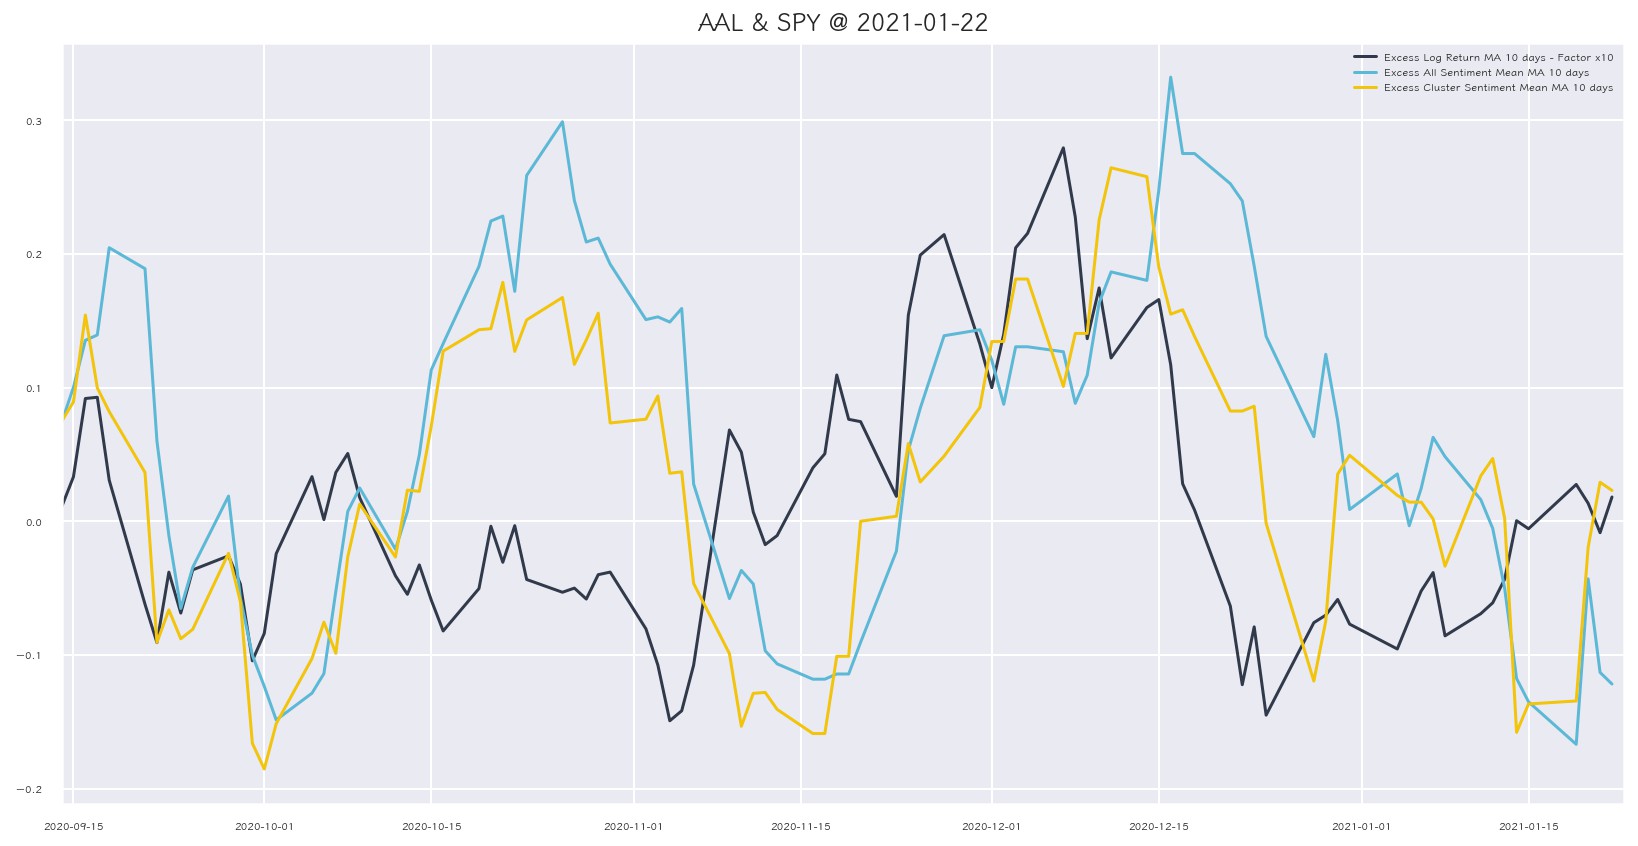 AAL & SPY @ 2021-01-22
Excess Log Return MA 10 days - Factor x10
Excess All Sentiment Mean MA 10 days
Excess Cluster Sentiment Mean MA 10 days
0.3
0.2
0.1
0.0
−0.1
−0.2
2020-09-15 2020-10-01 2020-10-15 2020-11-01 2020-11-15 2020-12-01 2020-12-15 2021-01-01 2021-01-15